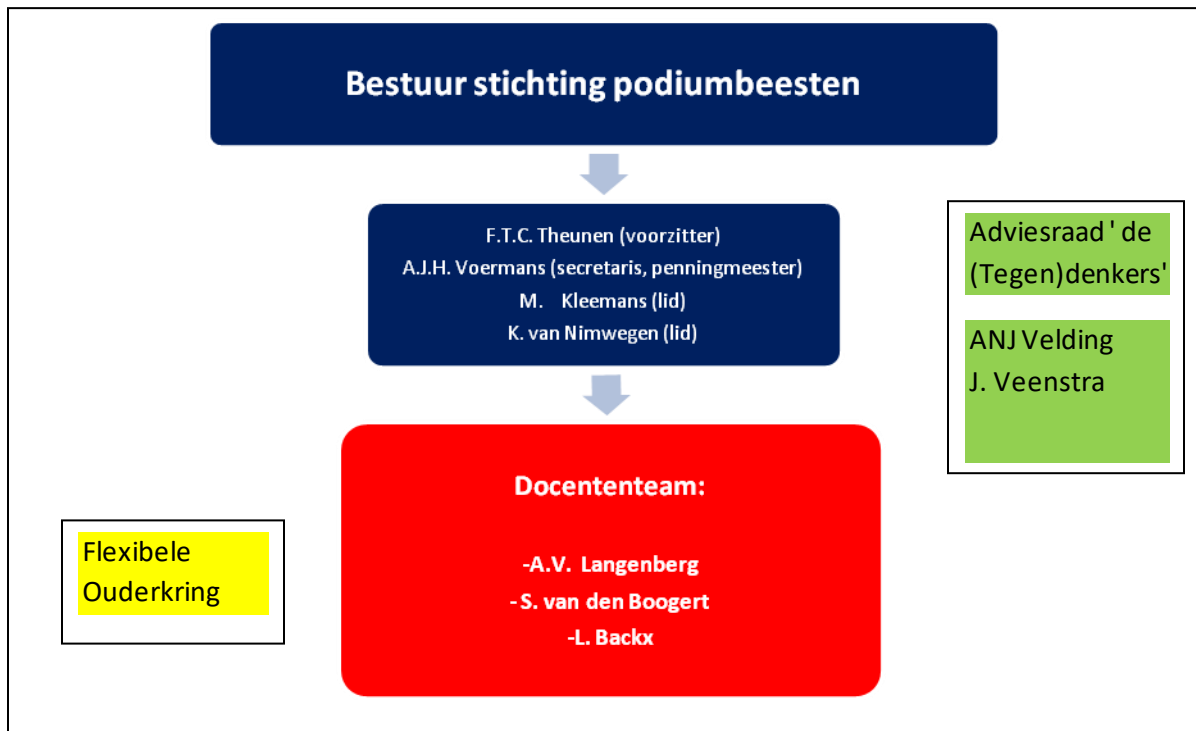 Bestuur stichting podiumbeesten
F.T.C. Theunen (voorzitter)
A.J.H. Voermans (secretaris, penningmeester)
M. Kleemans (lid)
K. van Nimwegen (lid)
Adviesraad ' de
(Tegen)denkers'
ANJ Velding
J. Veenstra
Docententeam:
-A.V. Langenberg
-S. van den Boogert
-L. Backx
Flexibele
Ouderkring